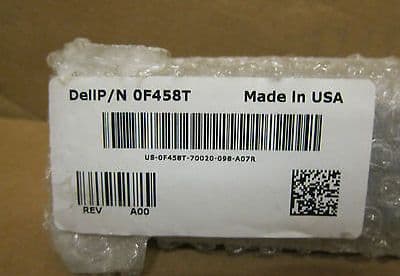 DellP/N 0F458T Made In USA
US-0F458T-70020-098-A07R
REV A00